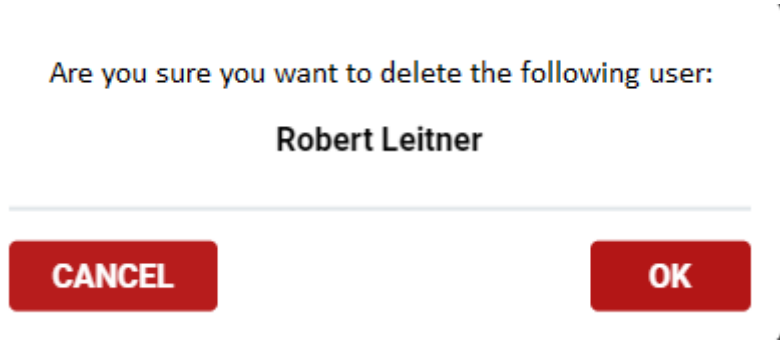 Are you sure you want to delete the following user:
Robert Leitner
CANCEL
OK